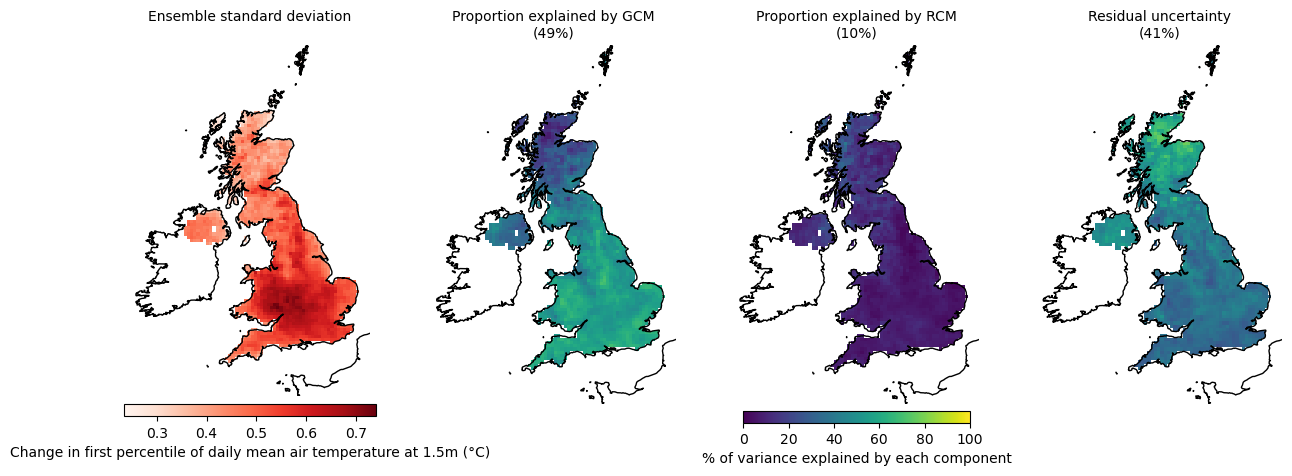 Ensemble standard deviation
Proportion explained by GCM
(49%)
Proportion explained by RCM
(10%)
Residual uncertainty
(41%)
0.3 0.4 0.5 0.6 0.7
Change in first percentile of daily mean air temperature at 1.5m (°C)
0 20 40 60 80 100
% of variance explained by each component